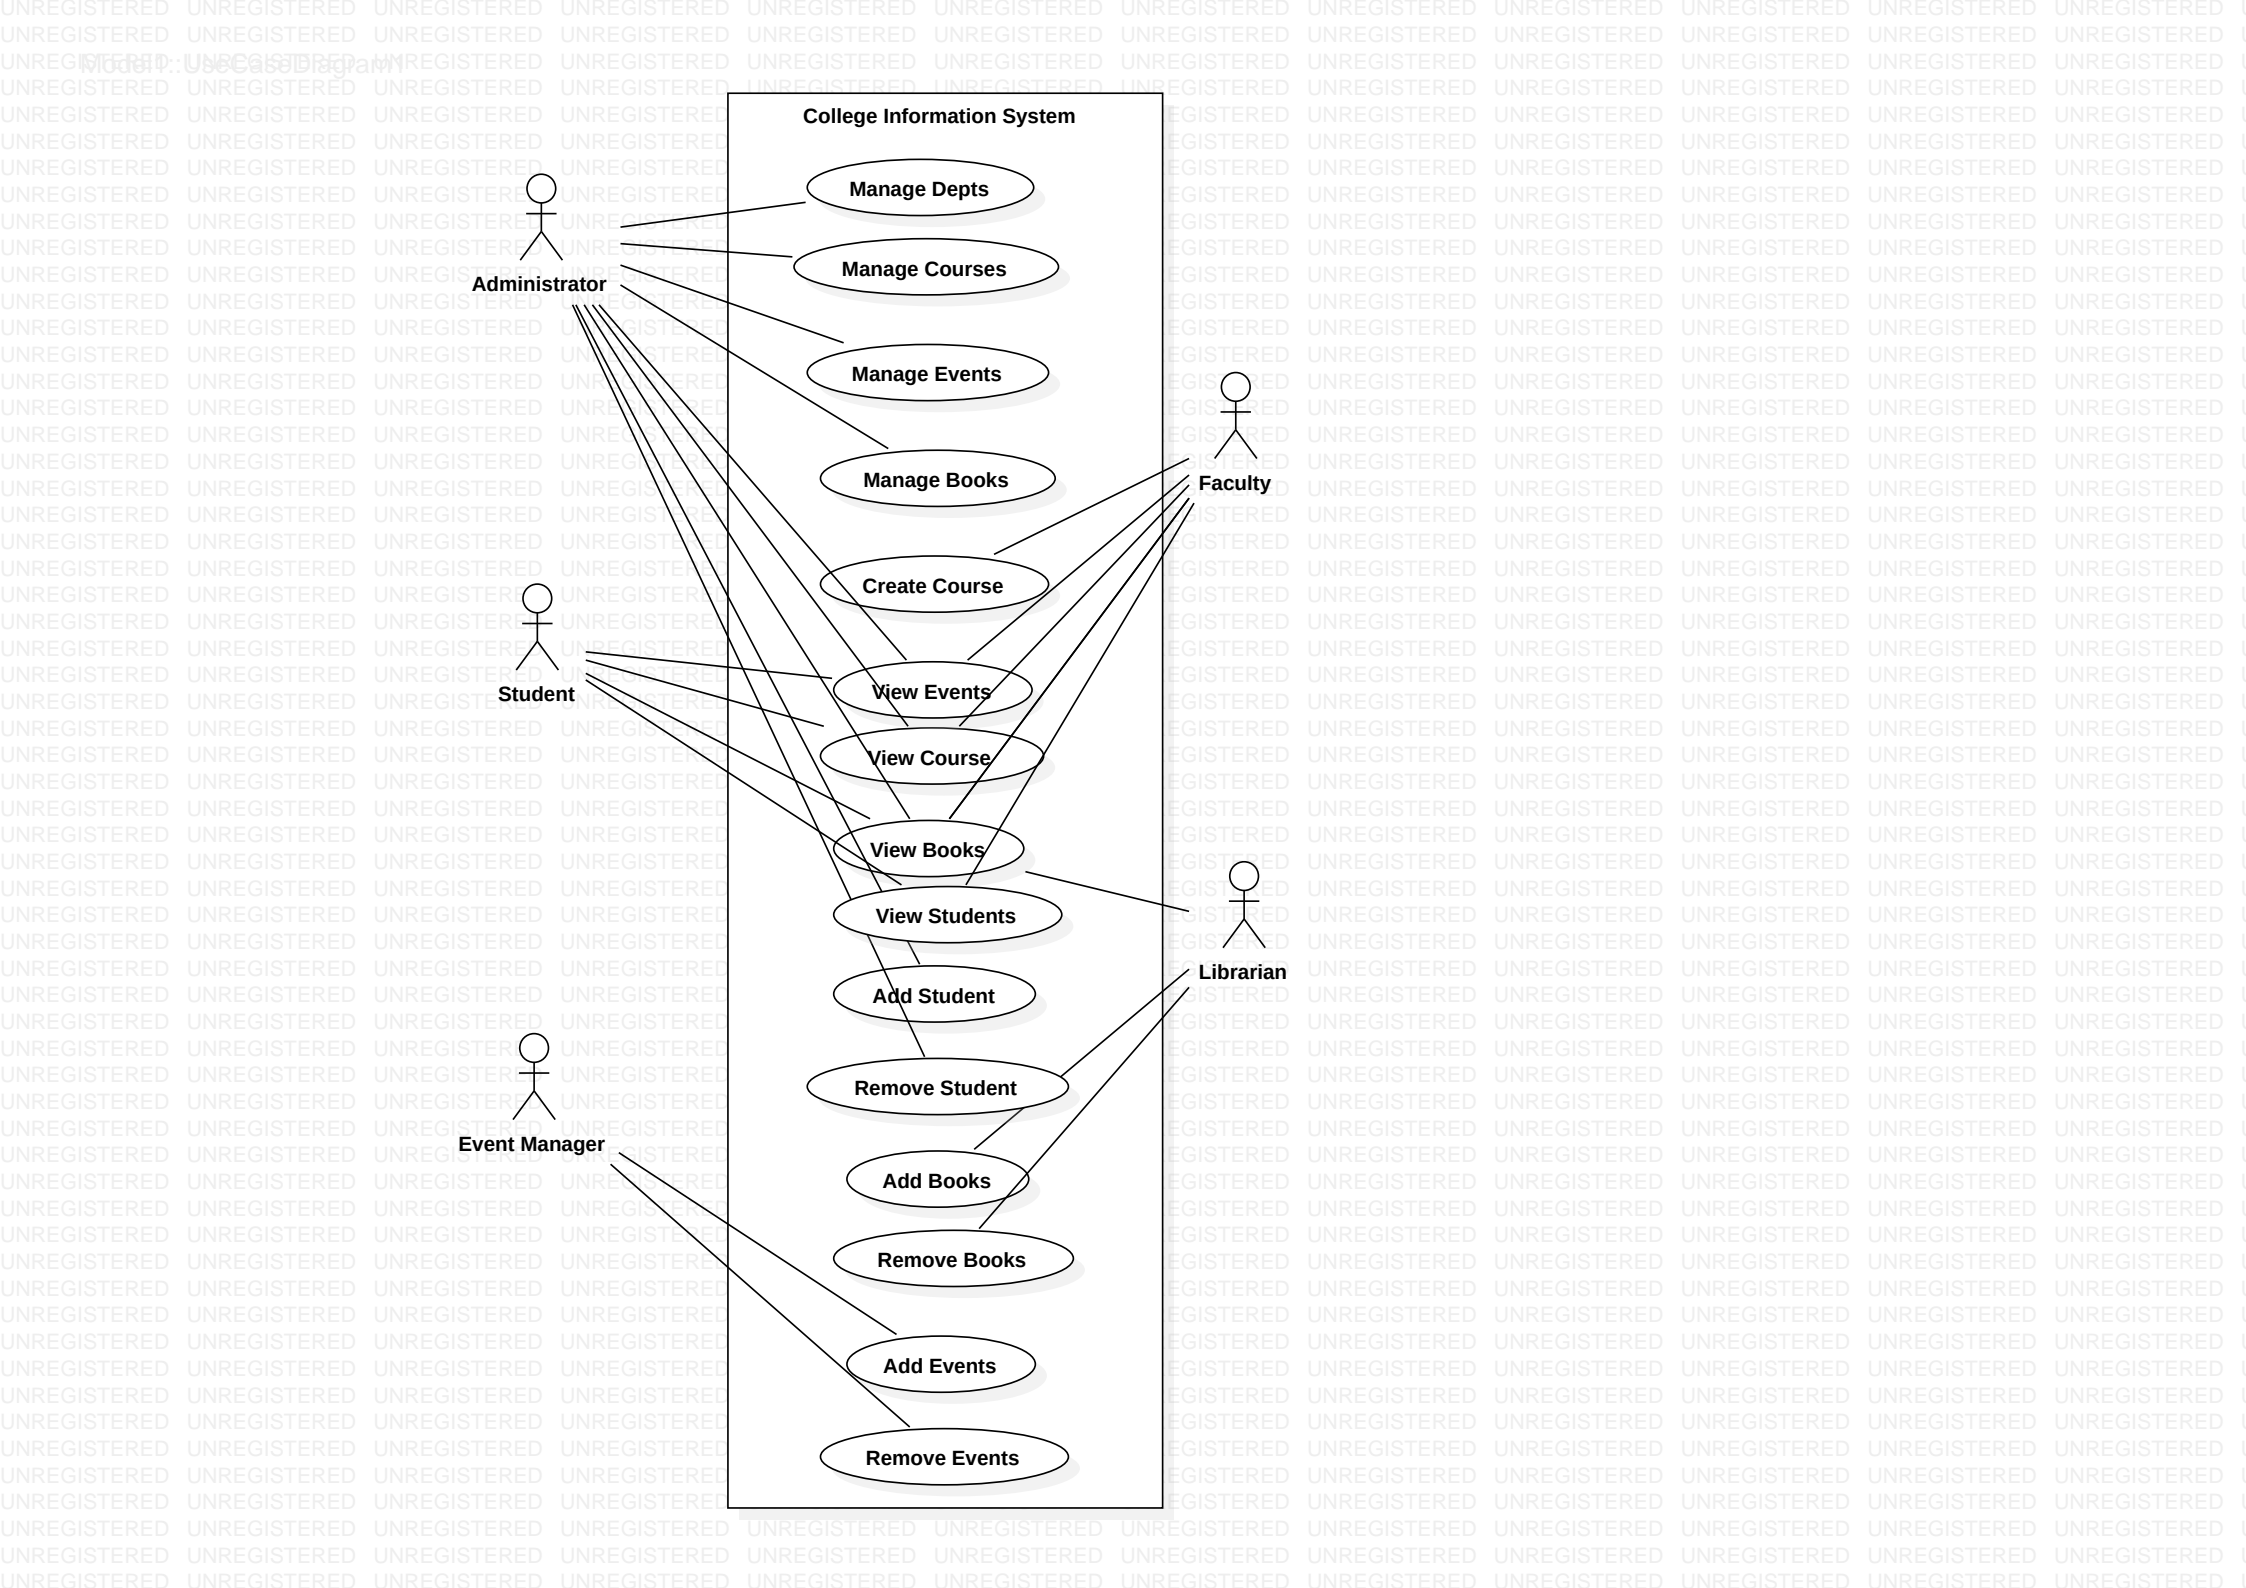 Model1::UseCaseDiagram1
College Information System
Manage Depts
Manage Courses
Administrator
Manage Events
Manage Books
Faculty
Create Course
View Events
Student
View Course
View Books
View Students
Librarian
Add Student
Remove Student
Event Manager
Add Books
Remove Books
Add Events
Remove Events
UNREGISTERED